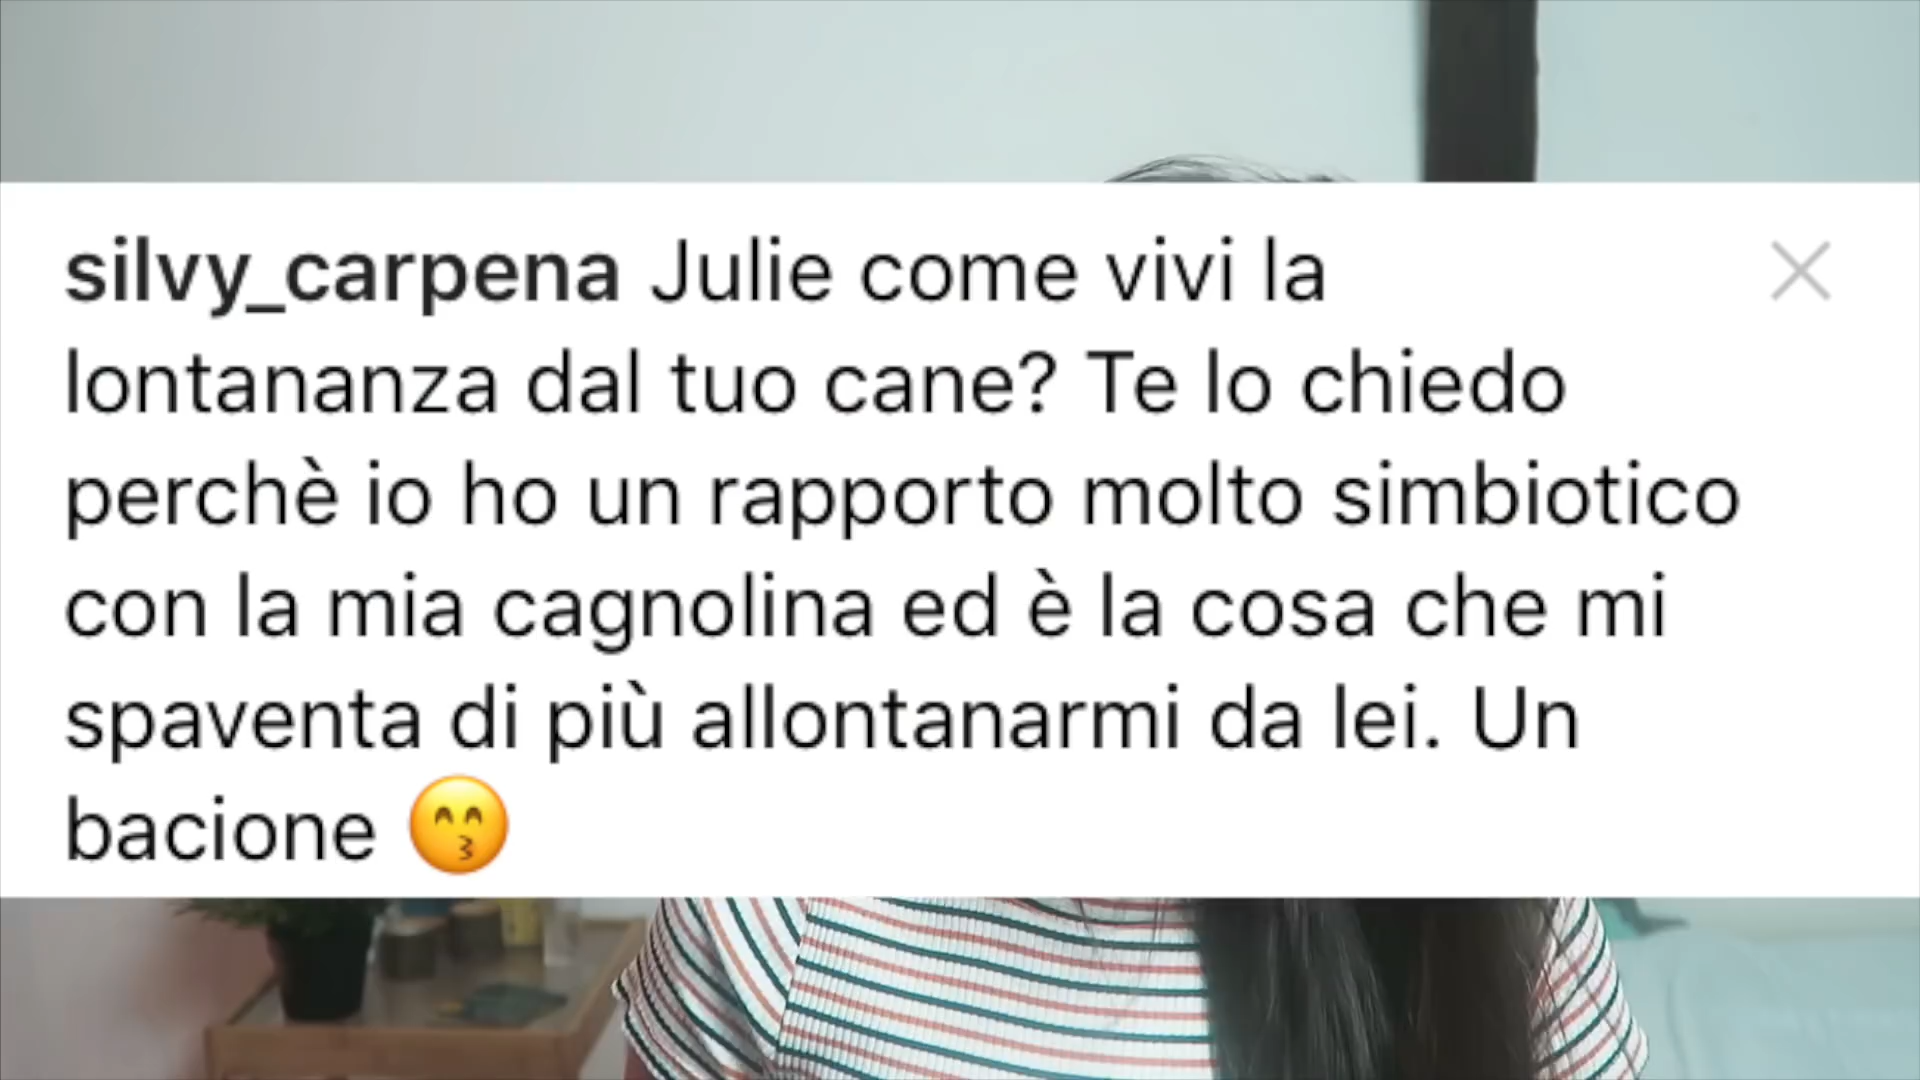 silvy_carpena Julie come vivi la
lontananza dal tuo cane? Te lo chiedo
perchè io ho un rapporto molto simbiotico
con la mia cagnolina ed è la cosa che mi
spaventa di più allontanarmi da lei. Un
bacione 😙